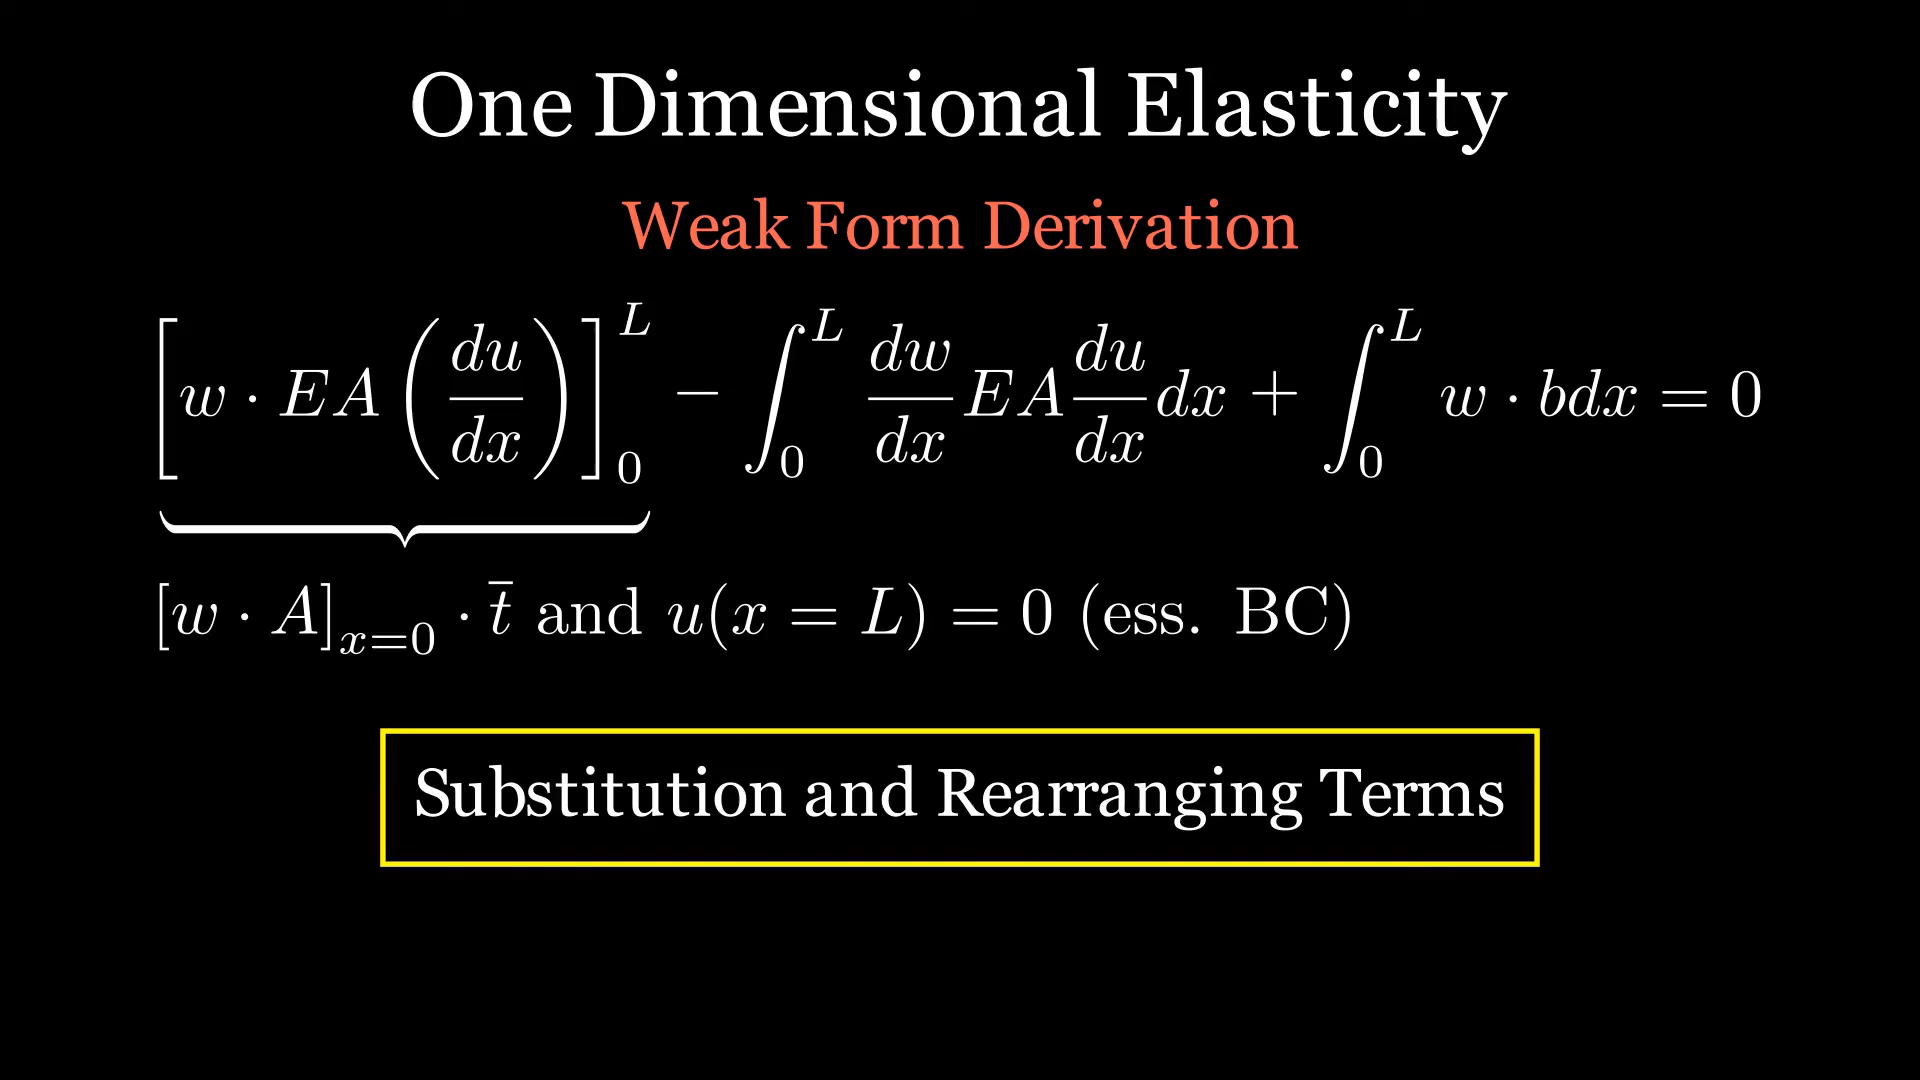 One Dimensional Elasticity
Weak Form Derivation
$\left[ w \cdot EA \left( \frac{du}{dx} \right) \right]_0^L - \int_0^L \frac{dw}{dx} EA \frac{du}{dx} dx + \int_0^L w \cdot b dx = 0$
$[w \cdot A]_{x=0} \cdot \overline{t}$ and $u(x = L) = 0$ (ess. BC)
Substitution and Rearranging Terms